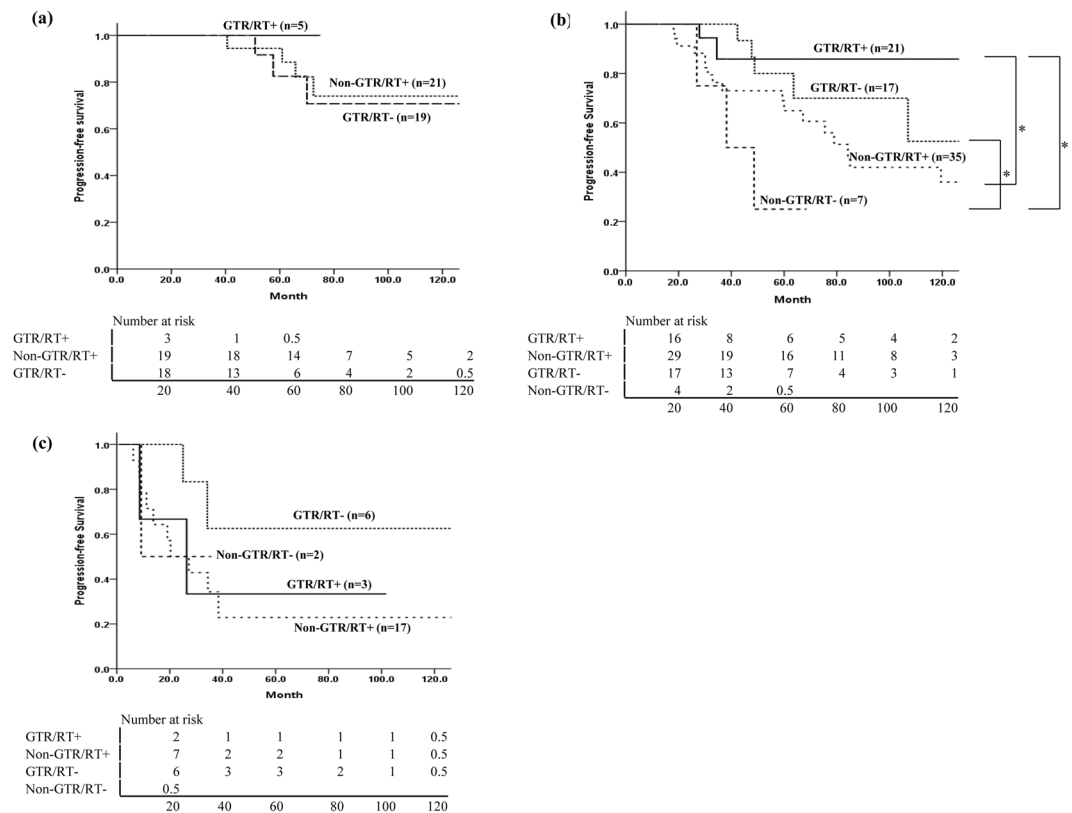 (a)
Progression-free survival
1.0
0.8
0.6
0.4
0.2
0.0
GTR/RT+ (n=5)
Non-GTR/RT+ (n=21)
GTR/RT- (n=19)
0.0 20.0 40.0 60.0 80.0 100.0 120.0
Month
Number at risk
GTR/RT+ 3 1 0.5
Non-GTR/RT+ 19 18 14 7 5 2
GTR/RT- 18 13 6 4 2 0.5
20 40 60 80 100 120
(b)
Progression-free Survival
1.0
0.8
0.6
0.4
0.2
0.0
GTR/RT+ (n=21)
GTR/RT- (n=17)
Non-GTR/RT+ (n=35)
Non-GTR/RT- (n=7)
*
*
*
0.0 20.0 40.0 60.0 80.0 100.0 120.0
Month
Number at risk
GTR/RT+ 16 8 6 5 4 2
Non-GTR/RT+ 29 19 16 11 8 3
GTR/RT- 17 13 7 4 3 1
Non-GTR/RT- 4 2 0.5
20 40 60 80 100 120
(c)
Progression-free Survival
1.0
0.8
0.6
0.4
0.2
0.0
GTR/RT- (n=6)
Non-GTR/RT- (n=2)
GTR/RT+ (n=3)
Non-GTR/RT+ (n=17)
0.0 20.0 40.0 60.0 80.0 100.0 120.0
Month
Number at risk
GTR/RT+ 2 1 1 1 1 0.5
Non-GTR/RT+ 7 2 2 1 1 0.5
GTR/RT- 6 3 3 2 1 0.5
Non-GTR/RT- 0.5
20 40 60 80 100 120